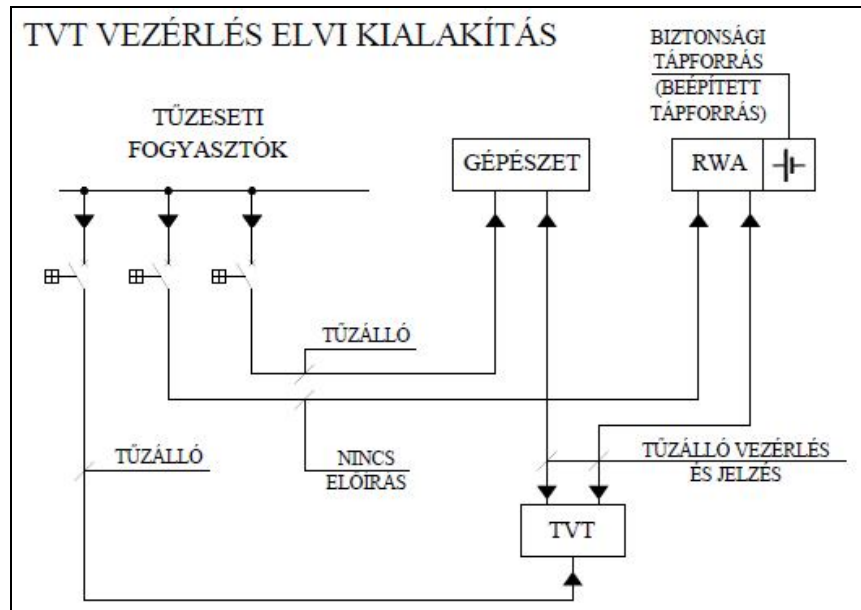 TVT VEZÉRLÉS ELVI KIALAKÍTÁS
BIZTONSÁGI
TÁPFORRÁS
(BEÉPÍTETT
TÁPFORRÁS)
TŰZESETI
FOGYASZTÓK
GÉPÉSZET
RWA
TŰZÁLLÓ
TŰZÁLLÓ
NINCS
ELŐÍRAS
TŰZÁLLÓ VEZÉRLÉS
ÉS JELZÉS
TVT